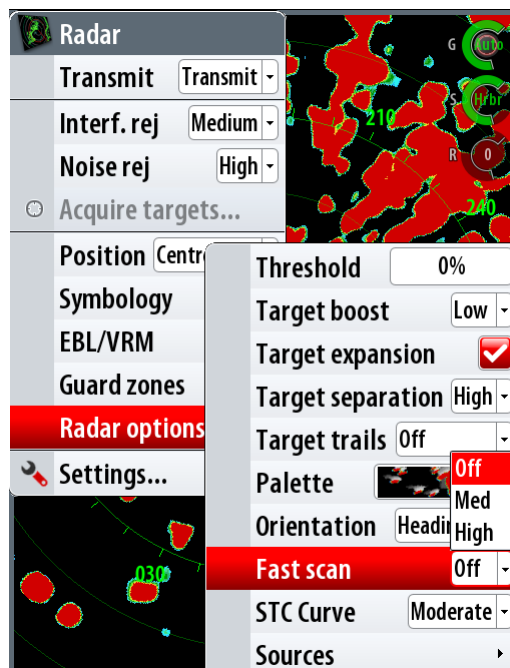 Radar
Transmit Transmit
Interf. rej Medium
Noise rej High
Acquire targets...
Position Centr
Symbology
EBL/VRM
Guard zones
Radar options
Settings...
G Auto
S Hrbr
R 0
210
240
030
Threshold 0%
Target boost Low
Target expansion
Target separation High
Target trails Off
Palette
Orientation Headin
Off
Med
High
Fast scan Off
STC Curve Moderate
Sources